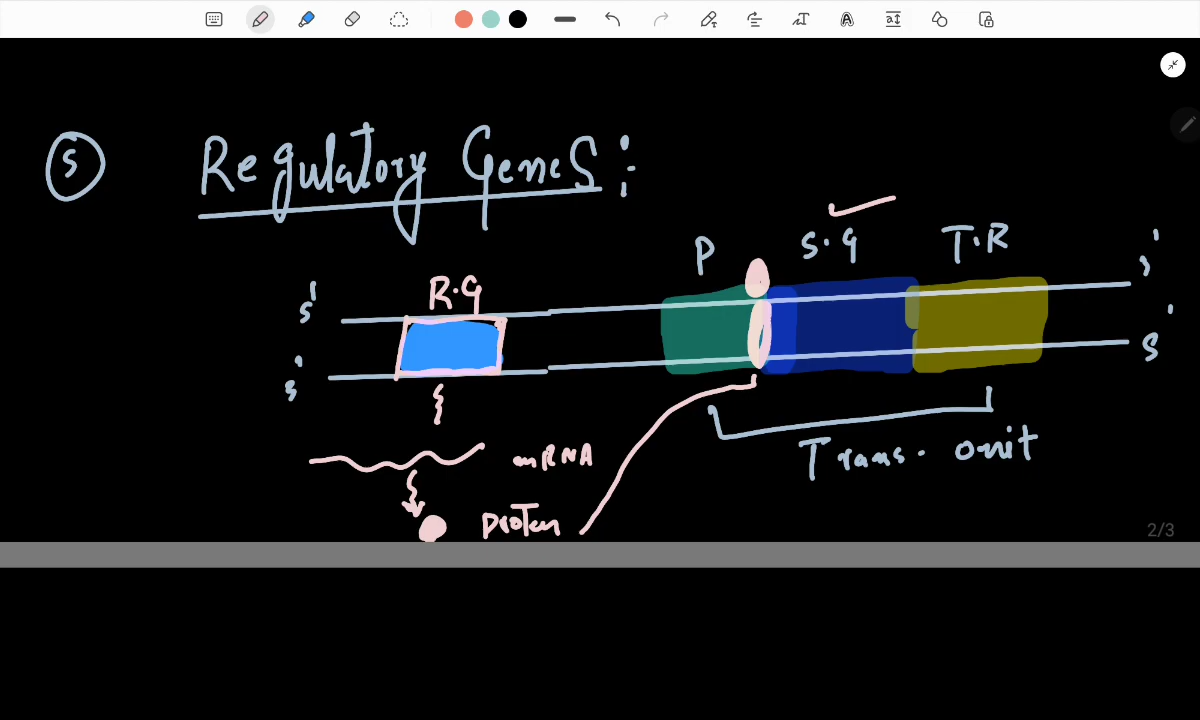 5 Regulatory Genes :
P S.G T.R
R.G
5' 3'
3' 5'
Trans. unit
mRNA
protein
2/3